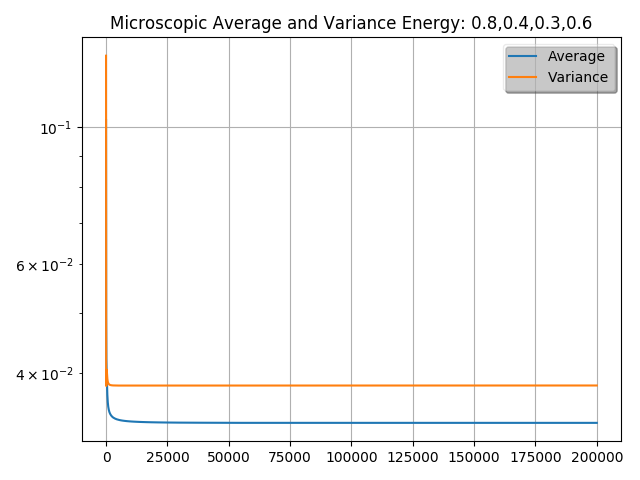 Microscopic Average and Variance Energy: 0.8,0.4,0.3,0.6
Average
Variance
10⁻¹
6 × 10⁻²
4 × 10⁻²
0 25000 50000 75000 100000 125000 150000 175000 200000